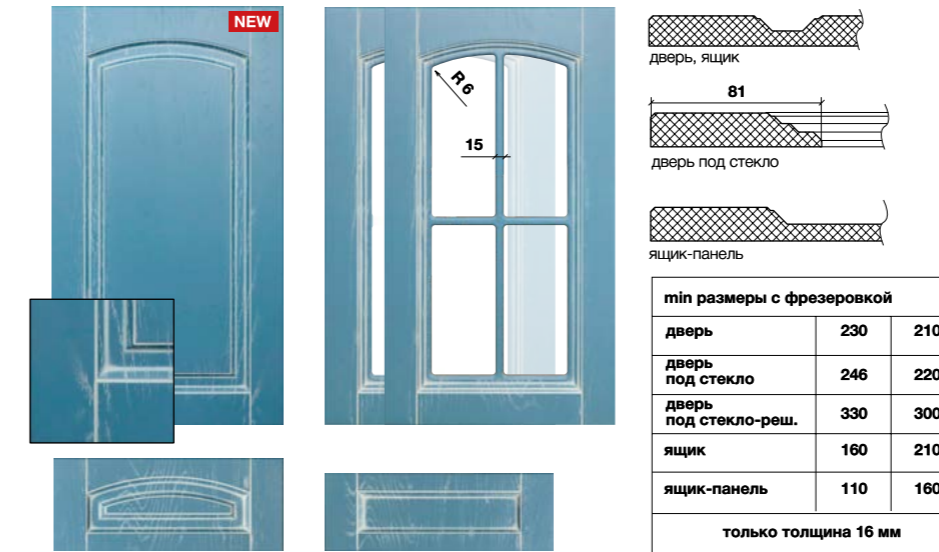 NEW
R 6
15
дверь, ящик
81
дверь под стекло
ящик-панель
min размеры с фрезеровкой
дверь 230 210
дверь
под стекло 246 220
дверь
под стекло-реш. 330 300
ящик 160 210
ящик-панель 110 160
только толщина 16 мм